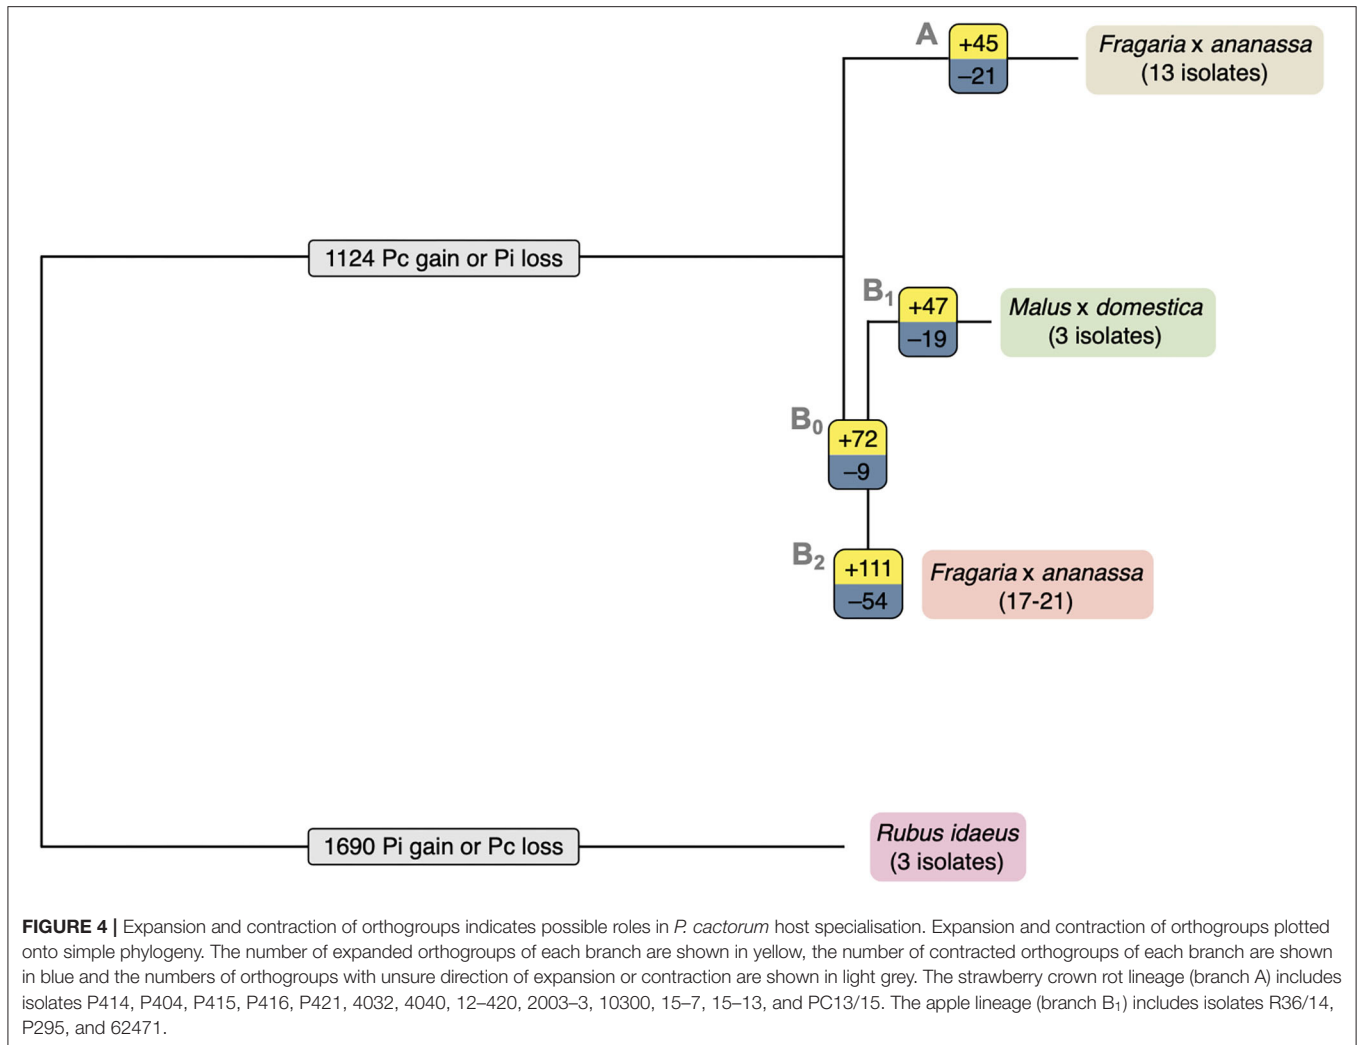 A
+45
–21
Fragaria x ananassa
(13 isolates)
1124 Pc gain or Pi loss
B₁
+47
–19
Malus x domestica
(3 isolates)
B₀
+72
–9
B₂
+111
–54
Fragaria x ananassa
(17-21)
1690 Pi gain or Pc loss
Rubus idaeus
(3 isolates)
FIGURE 4 | Expansion and contraction of orthogroups indicates possible roles in P. cactorum host specialisation. Expansion and contraction of orthogroups plotted
onto simple phylogeny. The number of expanded orthogroups of each branch are shown in yellow, the number of contracted orthogroups of each branch are shown
in blue and the numbers of orthogroups with unsure direction of expansion or contraction are shown in light grey. The strawberry crown rot lineage (branch A) includes
isolates P414, P404, P415, P416, P421, 4032, 4040, 12–420, 2003–3, 10300, 15–7, 15–13, and PC13/15. The apple lineage (branch B₁) includes isolates R36/14,
P295, and 62471.